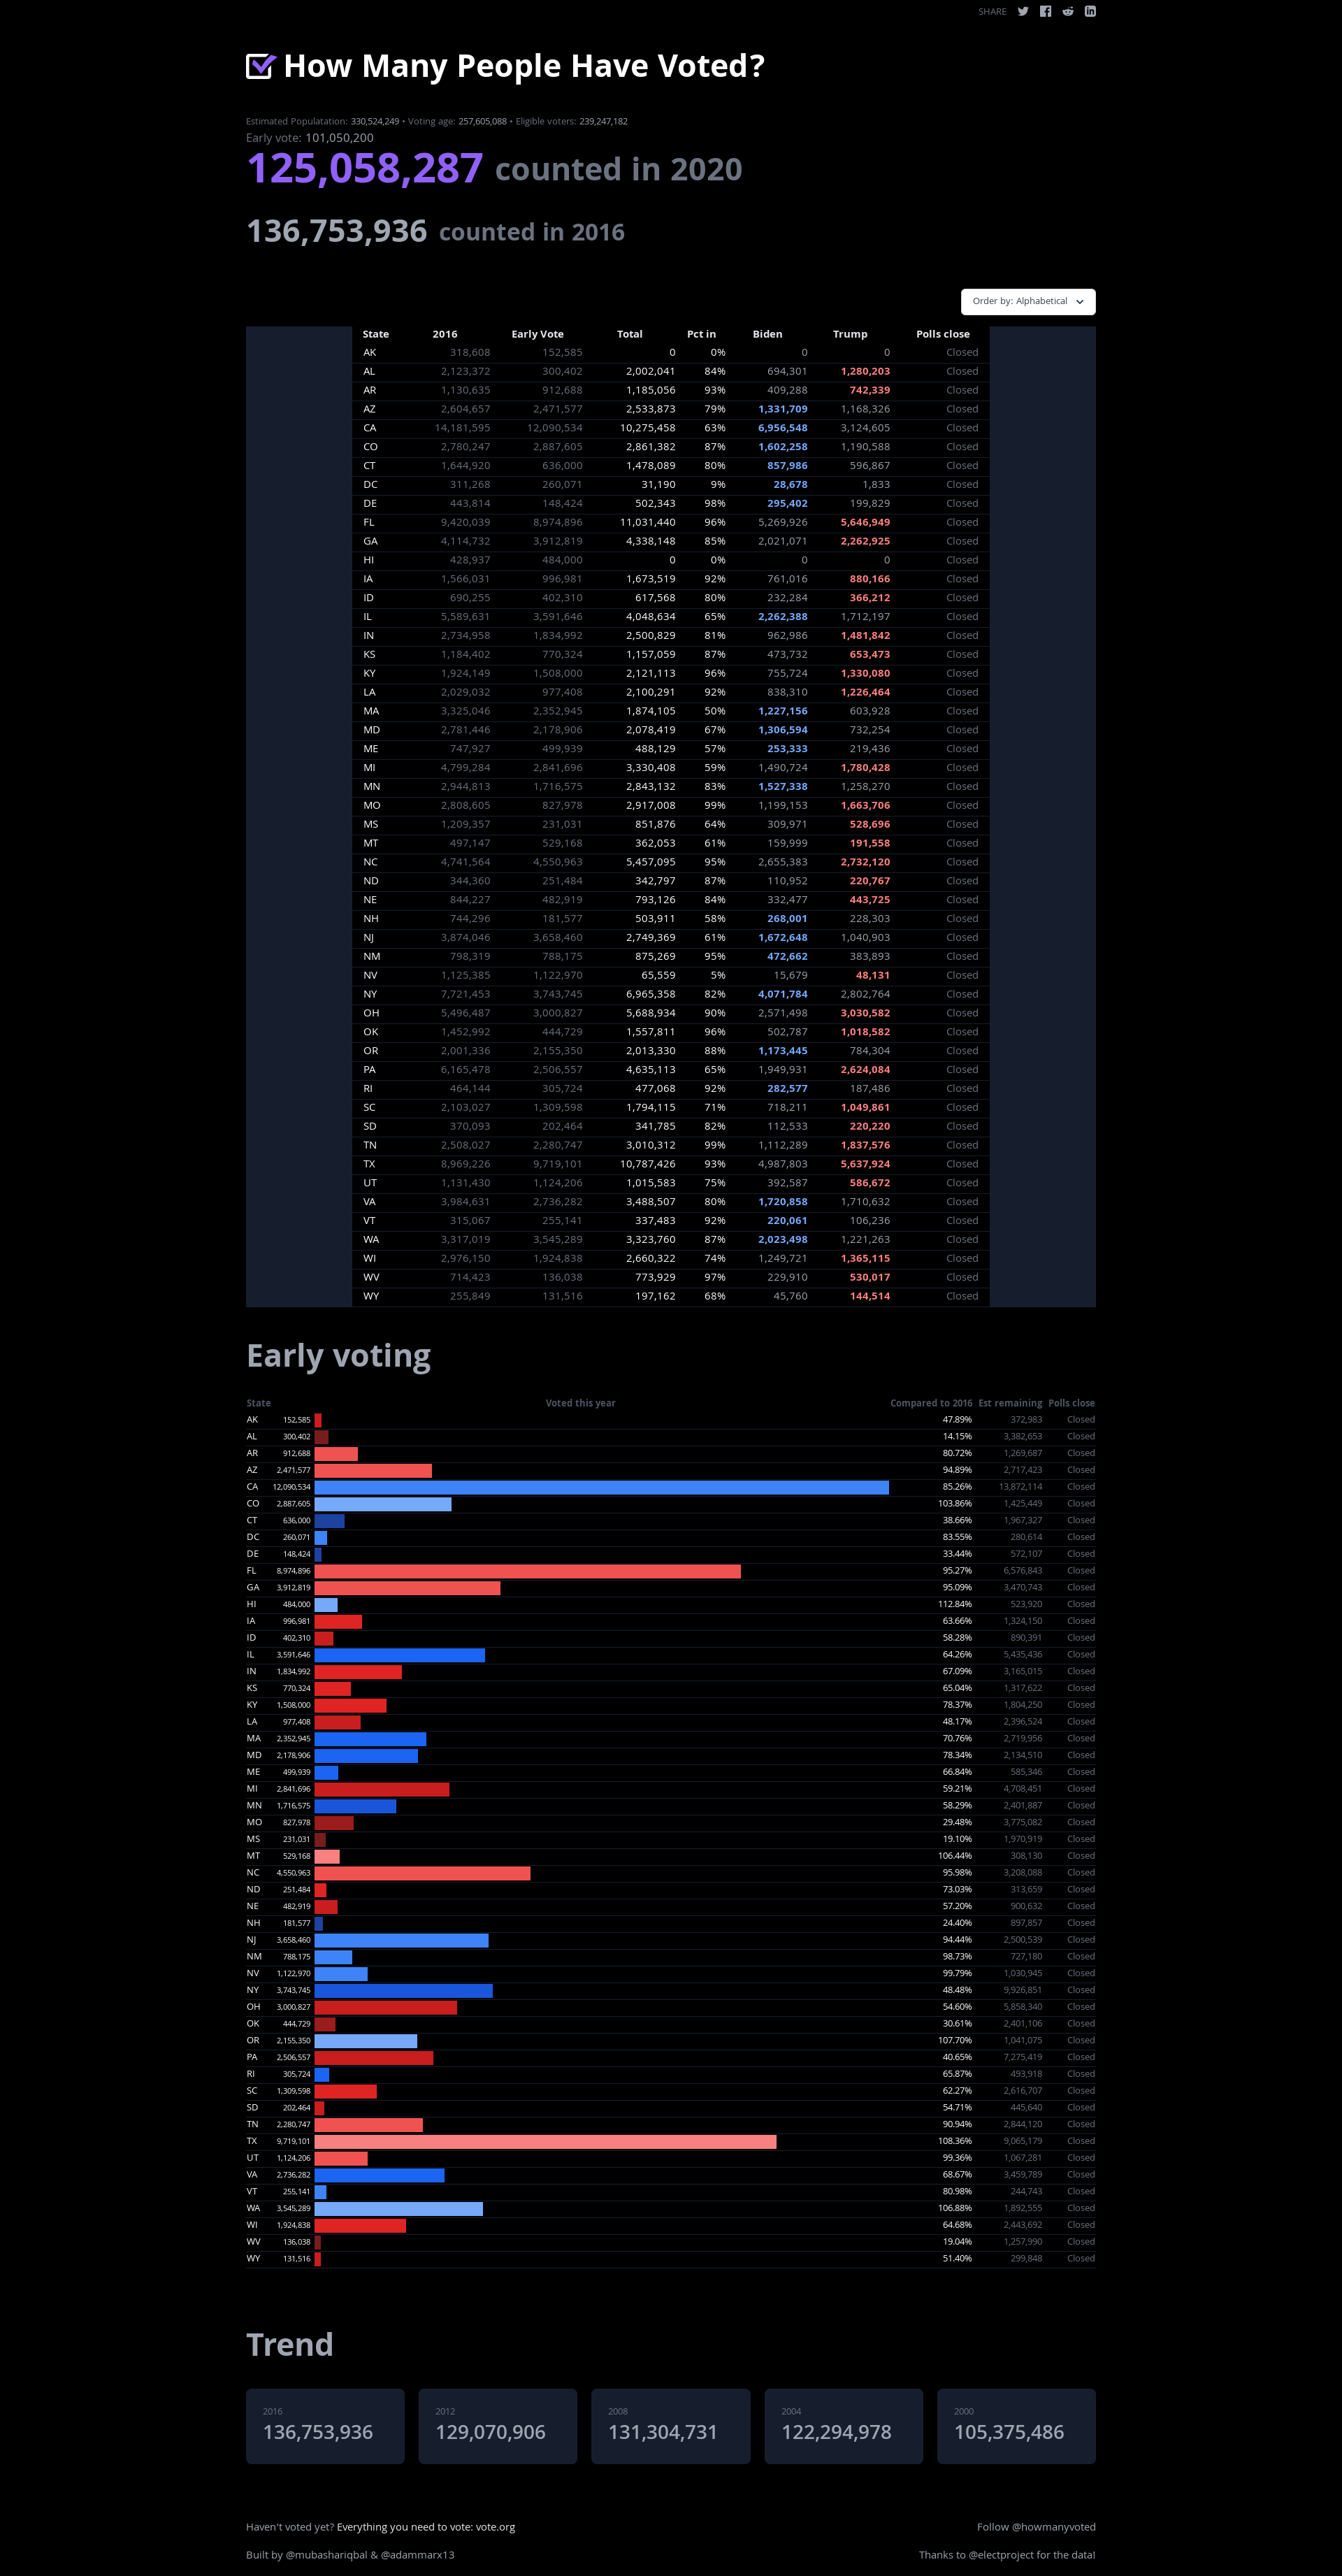 SHARE
How Many People Have Voted?
Estimated Populatation: 330,524,249 • Voting age: 257,605,088 • Eligible voters: 239,247,182
Early vote: 101,050,200
125,058,287 counted in 2020
136,753,936 counted in 2016
Order by: Alphabetical
State 2016 Early Vote Total Pct in Biden Trump Polls close
AK 318,608 152,585 0 0% 0 0 Closed
AL 2,123,372 300,402 2,002,041 84% 694,301 1,280,203 Closed
AR 1,130,635 912,688 1,185,056 93% 409,288 742,339 Closed
AZ 2,604,657 2,471,577 2,533,873 79% 1,331,709 1,168,326 Closed
CA 14,181,595 12,090,534 10,275,458 63% 6,956,548 3,124,605 Closed
CO 2,780,247 2,887,605 2,861,382 87% 1,602,258 1,190,588 Closed
CT 1,644,920 636,000 1,478,089 80% 857,986 596,867 Closed
DC 311,268 260,071 31,190 9% 28,678 1,833 Closed
DE 443,814 148,424 502,343 98% 295,402 199,829 Closed
FL 9,420,039 8,974,896 11,031,440 96% 5,269,926 5,646,949 Closed
GA 4,114,732 3,912,819 4,338,148 85% 2,021,071 2,262,925 Closed
HI 428,937 484,000 0 0% 0 0 Closed
IA 1,566,031 996,981 1,673,519 92% 761,016 880,166 Closed
ID 690,255 402,310 617,568 80% 232,284 366,212 Closed
IL 5,589,631 3,591,646 4,048,634 65% 2,262,388 1,712,197 Closed
IN 2,734,958 1,834,992 2,500,829 81% 962,986 1,481,842 Closed
KS 1,184,402 770,324 1,157,059 87% 473,732 653,473 Closed
KY 1,924,149 1,508,000 2,121,113 96% 755,724 1,330,080 Closed
LA 2,029,032 977,408 2,100,291 92% 838,310 1,226,464 Closed
MA 3,325,046 2,352,945 1,874,105 50% 1,227,156 603,928 Closed
MD 2,781,446 2,178,906 2,078,419 67% 1,306,594 732,254 Closed
ME 747,927 499,939 488,129 57% 253,333 219,436 Closed
MI 4,799,284 2,841,696 3,330,408 59% 1,490,724 1,780,428 Closed
MN 2,944,813 1,716,575 2,843,132 83% 1,527,338 1,258,270 Closed
MO 2,808,605 827,978 2,917,008 99% 1,199,153 1,663,706 Closed
MS 1,209,357 231,031 851,876 64% 309,971 528,696 Closed
MT 497,147 529,168 362,053 61% 159,999 191,558 Closed
NC 4,741,564 4,550,963 5,457,095 95% 2,655,383 2,732,120 Closed
ND 344,360 251,484 342,797 87% 110,952 220,767 Closed
NE 844,227 482,919 793,126 84% 332,477 443,725 Closed
NH 744,296 181,577 503,911 58% 268,001 228,303 Closed
NJ 3,874,046 3,658,460 2,749,369 61% 1,672,648 1,040,903 Closed
NM 798,319 788,175 875,269 95% 472,662 383,893 Closed
NV 1,125,385 1,122,970 65,559 5% 15,679 48,131 Closed
NY 7,721,453 3,743,745 6,965,358 82% 4,071,784 2,802,764 Closed
OH 5,496,487 3,000,827 5,688,934 90% 2,571,498 3,030,582 Closed
OK 1,452,992 444,729 1,557,811 96% 502,787 1,018,582 Closed
OR 2,001,336 2,155,350 2,013,330 88% 1,173,445 784,304 Closed
PA 6,165,478 2,506,557 4,635,113 65% 1,949,931 2,624,084 Closed
RI 464,144 305,724 477,068 92% 282,577 187,486 Closed
SC 2,103,027 1,309,598 1,794,115 71% 718,211 1,049,861 Closed
SD 370,093 202,464 341,785 82% 112,533 220,220 Closed
TN 2,508,027 2,280,747 3,010,312 99% 1,112,289 1,837,576 Closed
TX 8,969,226 9,719,101 10,787,426 93% 4,987,803 5,637,924 Closed
UT 1,131,430 1,124,206 1,015,583 75% 392,587 586,672 Closed
VA 3,984,631 2,736,282 3,488,507 80% 1,720,858 1,710,632 Closed
VT 315,067 255,141 337,483 92% 220,061 106,236 Closed
WA 3,317,019 3,545,289 3,323,760 87% 2,023,498 1,221,263 Closed
WI 2,976,150 1,924,838 2,660,322 74% 1,249,721 1,365,115 Closed
WV 714,423 136,038 773,929 97% 229,910 530,017 Closed
WY 255,849 131,516 197,162 68% 45,760 144,514 Closed
Early voting
State Voted this year Compared to 2016 Est remaining Polls close
AK 152,585 47.89% 372,983 Closed
AL 300,402 14.15% 3,382,653 Closed
AR 912,688 80.72% 1,269,687 Closed
AZ 2,471,577 94.89% 2,717,423 Closed
CA 12,090,534 85.26% 13,872,114 Closed
CO 2,887,605 103.86% 1,425,449 Closed
CT 636,000 38.66% 1,967,327 Closed
DC 260,071 83.55% 280,614 Closed
DE 148,424 33.44% 572,107 Closed
FL 8,974,896 95.27% 6,576,843 Closed
GA 3,912,819 95.09% 3,470,743 Closed
HI 484,000 112.84% 523,920 Closed
IA 996,981 63.66% 1,324,150 Closed
ID 402,310 58.28% 890,391 Closed
IL 3,591,646 64.26% 5,435,436 Closed
IN 1,834,992 67.09% 3,165,015 Closed
KS 770,324 65.04% 1,317,622 Closed
KY 1,508,000 78.37% 1,804,250 Closed
LA 977,408 48.17% 2,396,524 Closed
MA 2,352,945 70.76% 2,719,956 Closed
MD 2,178,906 78.34% 2,134,510 Closed
ME 499,939 66.84% 585,346 Closed
MI 2,841,696 59.21% 4,708,451 Closed
MN 1,716,575 58.29% 2,401,887 Closed
MO 827,978 29.48% 3,775,082 Closed
MS 231,031 19.10% 1,970,919 Closed
MT 529,168 106.44% 308,130 Closed
NC 4,550,963 95.98% 3,208,088 Closed
ND 251,484 73.03% 313,659 Closed
NE 482,919 57.20% 900,632 Closed
NH 181,577 24.40% 897,857 Closed
NJ 3,658,460 94.44% 2,500,539 Closed
NM 788,175 98.73% 727,180 Closed
NV 1,122,970 99.79% 1,030,945 Closed
NY 3,743,745 48.48% 9,926,851 Closed
OH 3,000,827 54.60% 5,858,340 Closed
OK 444,729 30.61% 2,401,106 Closed
OR 2,155,350 107.70% 1,041,075 Closed
PA 2,506,557 40.65% 7,275,419 Closed
RI 305,724 65.87% 493,918 Closed
SC 1,309,598 62.27% 2,616,707 Closed
SD 202,464 54.71% 445,640 Closed
TN 2,280,747 90.94% 2,844,120 Closed
TX 9,719,101 108.36% 9,065,179 Closed
UT 1,124,206 99.36% 1,067,281 Closed
VA 2,736,282 68.67% 3,459,789 Closed
VT 255,141 80.98% 244,743 Closed
WA 3,545,289 106.88% 1,892,555 Closed
WI 1,924,838 64.68% 2,443,692 Closed
WV 136,038 19.04% 1,257,990 Closed
WY 131,516 51.40% 299,848 Closed
Trend
2016 2012 2008 2004 2000
136,753,936 129,070,906 131,304,731 122,294,978 105,375,486
Haven't voted yet? Everything you need to vote: vote.org Follow @howmanyvoted
Built by @mubashariqbal & @adammarx13 Thanks to @electproject for the data!